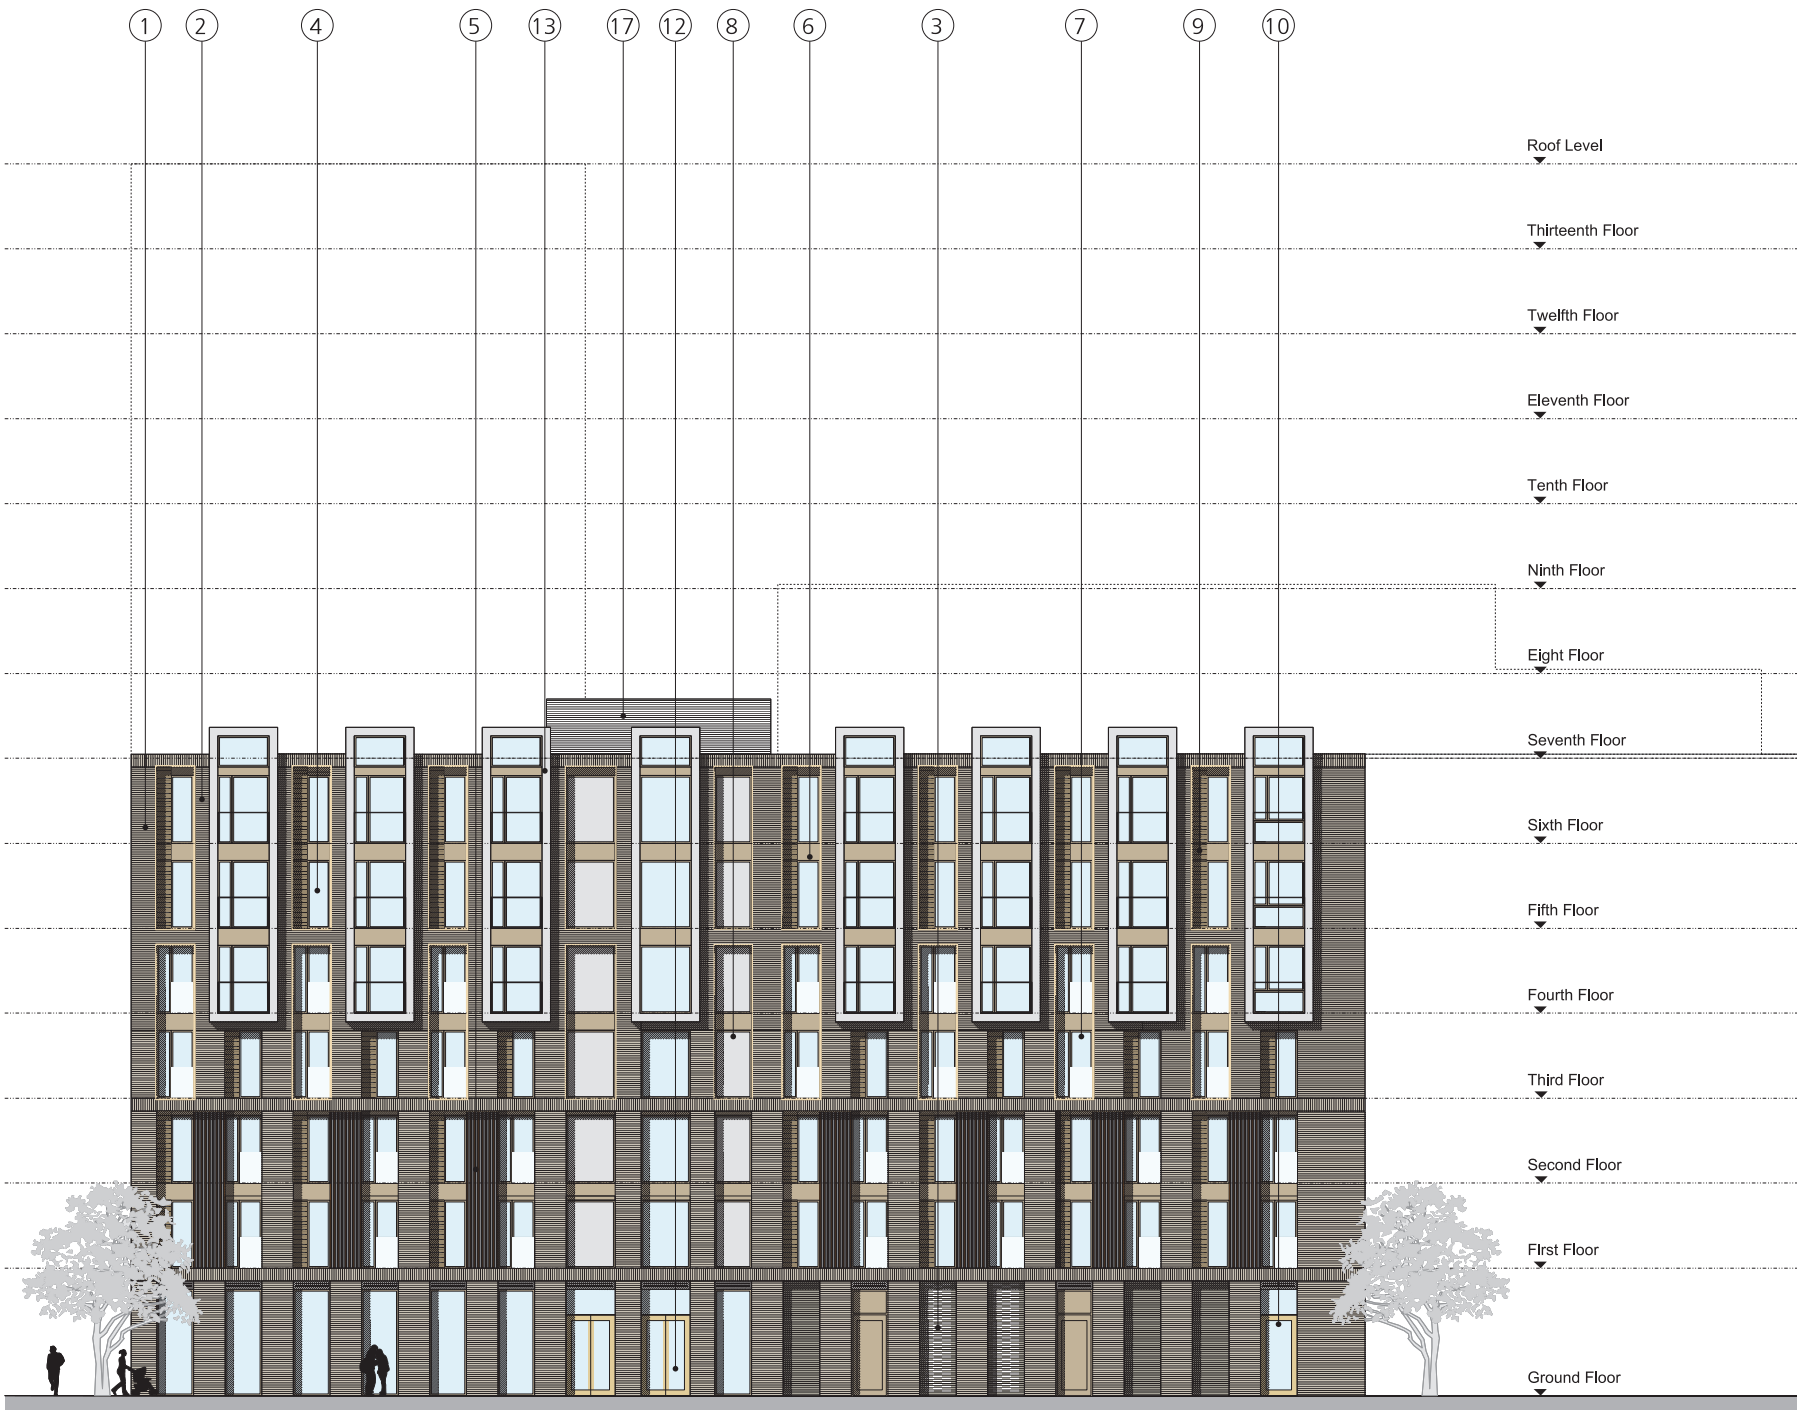 1 2 4 5 13 17 12 8 6 3 7 9 10
Roof Level
Thirteenth Floor
Twelfth Floor
Eleventh Floor
Tenth Floor
Ninth Floor
Eight Floor
Seventh Floor
Sixth Floor
Fifth Floor
Fourth Floor
Third Floor
Second Floor
FIrst Floor
Ground Floor